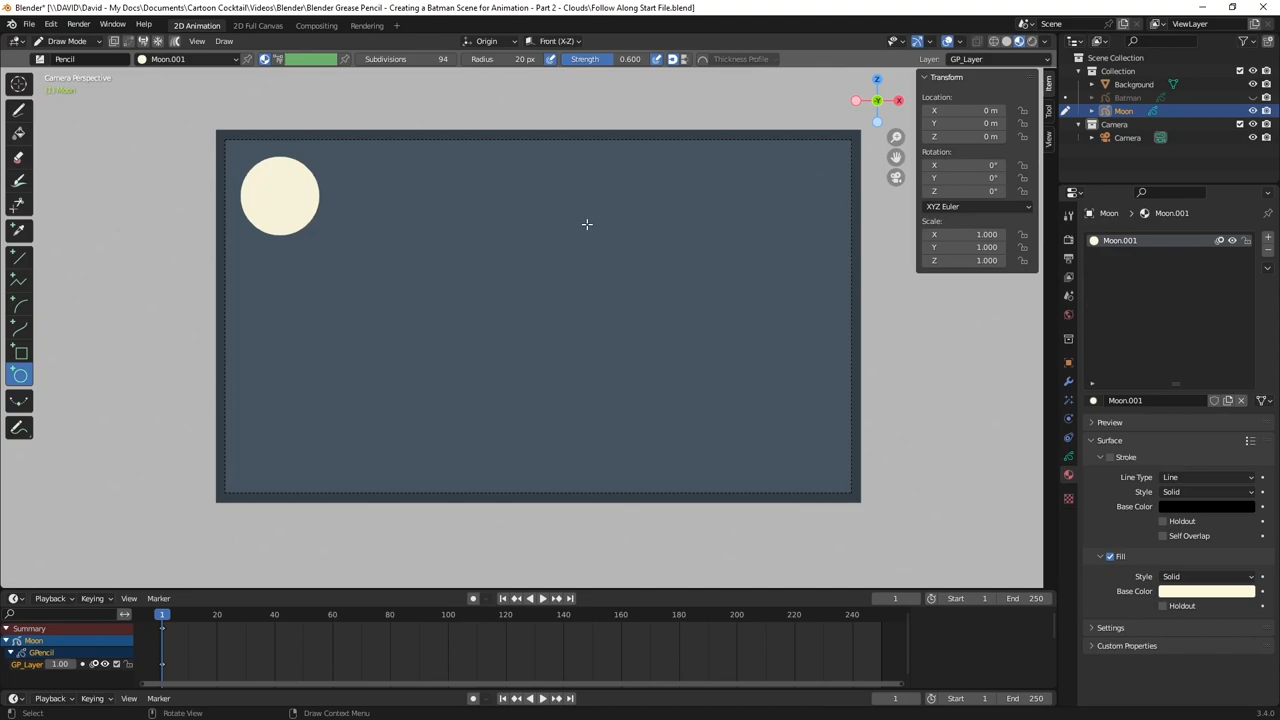 Blender* [\\DAVID\David - My Docs\Documents\Cartoon Cocktail\Videos\Blender\Blender Grease Pencil - Creating a Batman Scene for Animation - Part 2 - Clouds\Follow Along Start File.blend]
File Edit Render Window Help 2D Animation 2D Full Canvas Compositing Rendering + Scene ViewLayer
Draw Mode View Draw Origin Front (X-Z)
Pencil Moon.001 Subdivisions 94 Radius 20 px Strength 0.600 Thickness Profile Layer: GP_Layer
Camera Perspective
(1) Moon
Z
X
-Y
Transform
Location:
X 0 m
Y 0 m
Z 0 m
Rotation:
X 0°
Y 0°
Z 0°
XYZ Euler
Scale:
X 1.000
Y 1.000
Z 1.000
Item
Tool
View
Scene Collection
Collection
Background
Batman
Moon
Camera
Camera
Moon > Moon.001
Moon.001
Moon.001
Preview
Surface
Stroke
Line Type Line
Style Solid
Base Color
Holdout
Self Overlap
Fill
Style Solid
Base Color
Holdout
Settings
Custom Properties
Playback Keying View Marker 1 Start 1 End 250
1 20 40 60 80 100 120 140 160 180 200 220 240
Summary
Moon
GPencil
GP_Layer 1.00
Playback Keying View Marker 1 Start 1 End 250
Select Rotate View Draw Context Menu 3.4.0